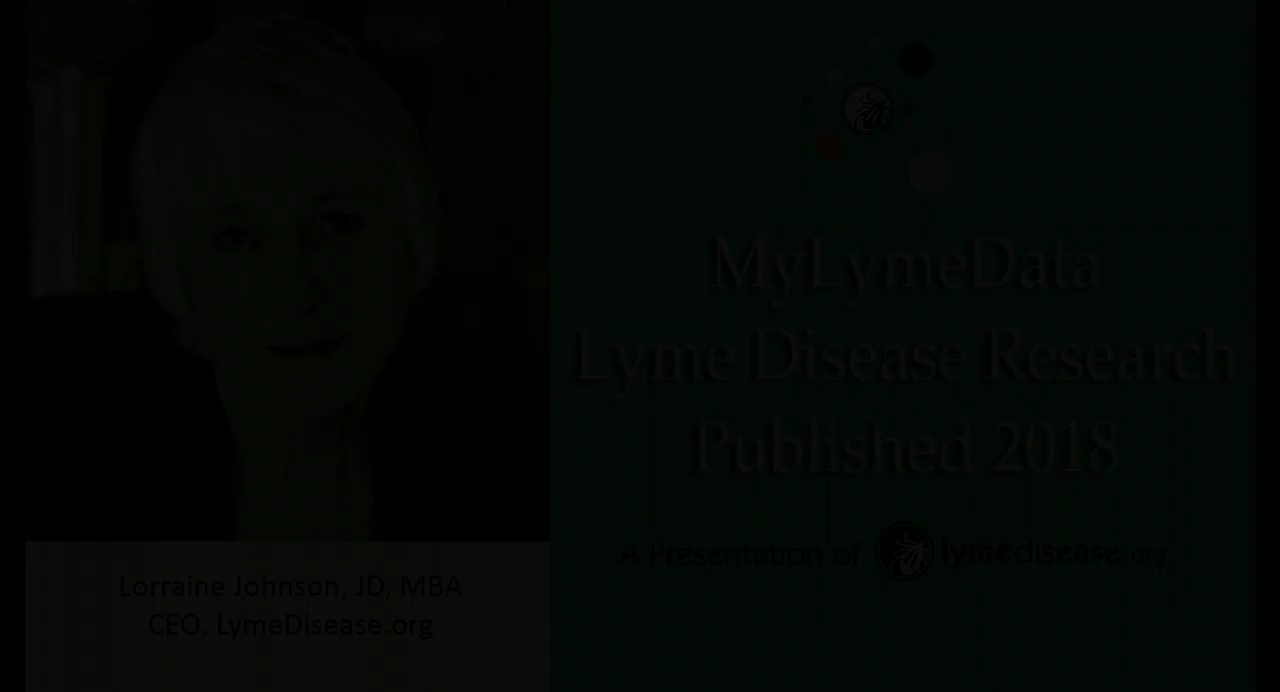 MyLymeData
Lyme Disease Research
Published 2018
A Presentation of lymedisease.org
Lorraine Johnson, JD, MBA
CEO, LymeDisease.org